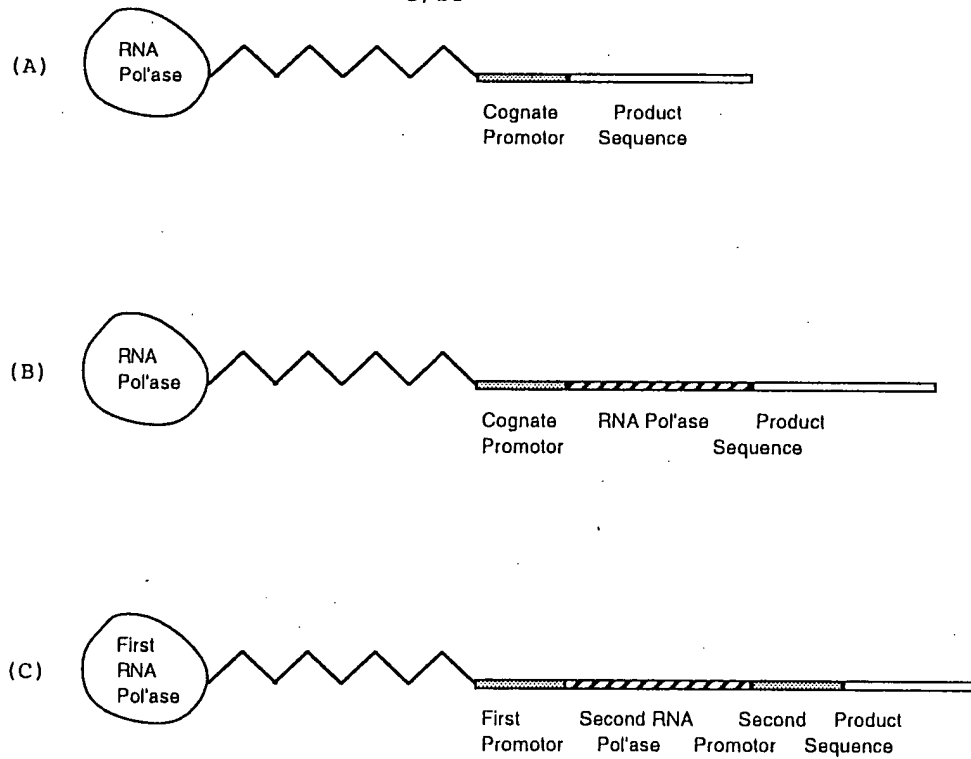 (A)
RNA
Pol'ase
Cognate Product
Promotor Sequence
(B)
RNA
Pol'ase
Cognate RNA Pol'ase Product
Promotor Sequence
(C)
First
RNA
Pol'ase
First Second RNA Second Product
Promotor Pol'ase Promotor Sequence